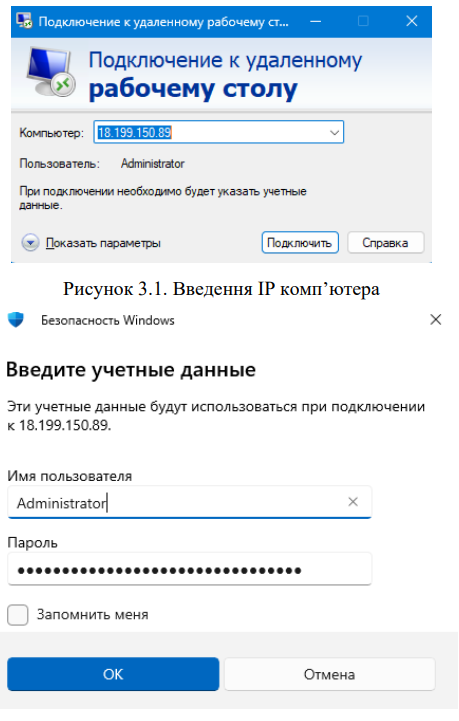 Подключение к удаленному рабочему ст...
Подключение к удаленному
рабочему столу
Компьютер: 18.199.150.89
Пользователь: Administrator
При подключении необходимо будет указать учетные
данные.
Показать параметры
Подключить
Справка
Рисунок 3.1. Введення IP комп’ютера
Безопасность Windows
Введите учетные данные
Эти учетные данные будут использоваться при подключении
к 18.199.150.89.
Имя пользователя
Administrator
Пароль
Запомнить меня
ОК
Отмена